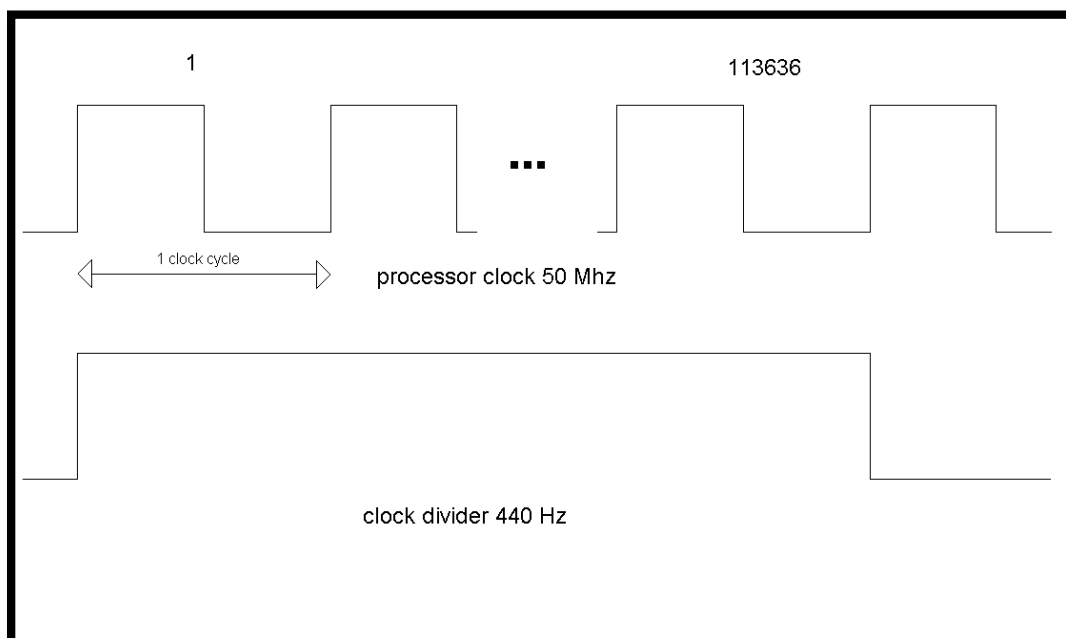 1
113636
1 clock cycle
processor clock 50 Mhz
clock divider 440 Hz